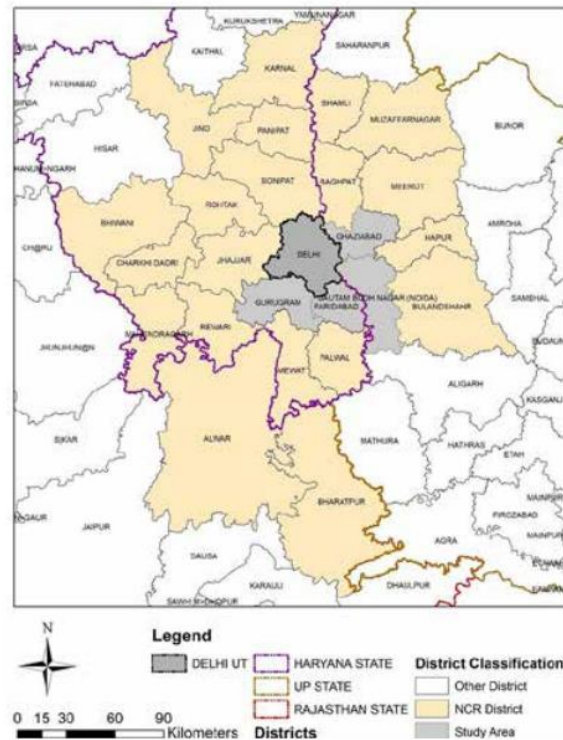 YAMUNANAGAR
KURUKSHETRA
KAITHAL
SAHARANPUR
KARNAL
FATEHABAD
SHAMLI
MUZAFFARNAGAR
BIJNOR
JIND
PANIPAT
HISAR
SONIPAT
BAGHPAT
MEERUT
ROHTAK
BHIWANI
AMROHA
GHAZIABAD
HAPUR
DELHI
CHARKHI DADRI
JHAJJAR
GURUGRAM
GAUTAM BUDH NAGAR (NOIDA)
FARIDABAD
BULANDSHAHR
SAMBHAL
REWARI
MAHENDRAGARH
BUDAUN
MEWAT
PALWAL
ALIGARH
KASGANJ
SIKAR
ALWAR
MATHURA
HATHRAS
ETAH
BHARATPUR
MAINPURI
FIROZABAD
JAIPUR
AGRA
MAINPURI
DAUSA
KARAULI
DHAULPUR
N
Legend
DELHI UT
HARYANA STATE
UP STATE
RAJASTHAN STATE
Districts
District Classification
Other District
NCR District
Study Area
0 15 30 60 90
Kilometers